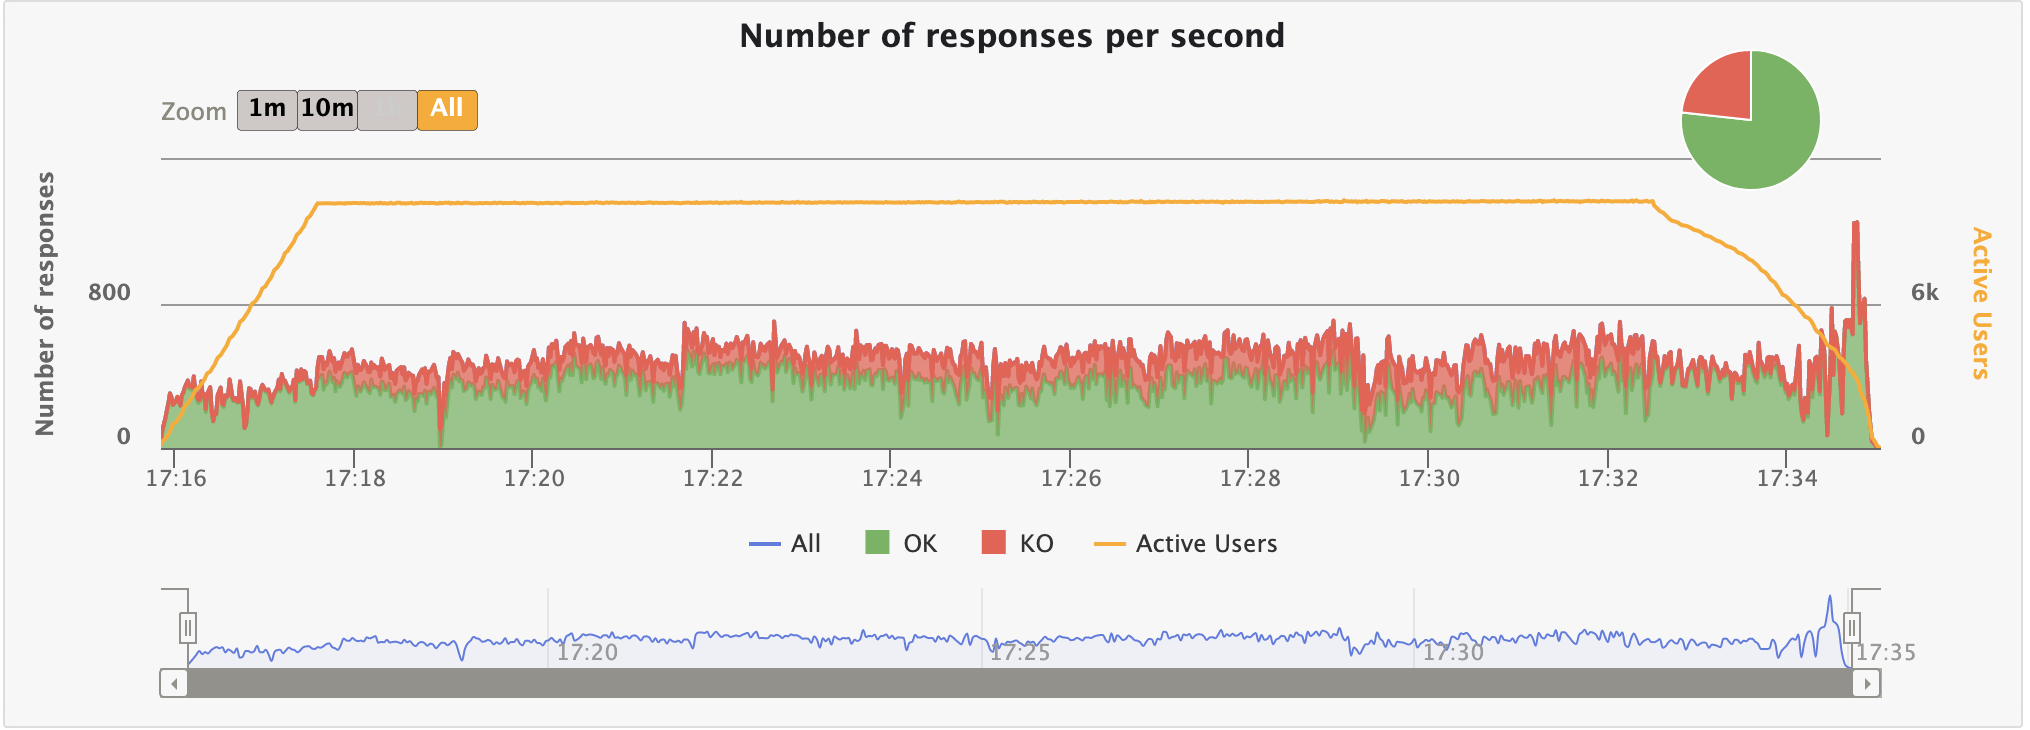 Number of responses per second
Zoom 1m 10m All
Number of responses
800
0
Active Users
6k
0
17:16 17:18 17:20 17:22 17:24 17:26 17:28 17:30 17:32 17:34
All OK KO Active Users
17:20 17:25 17:30 17:35